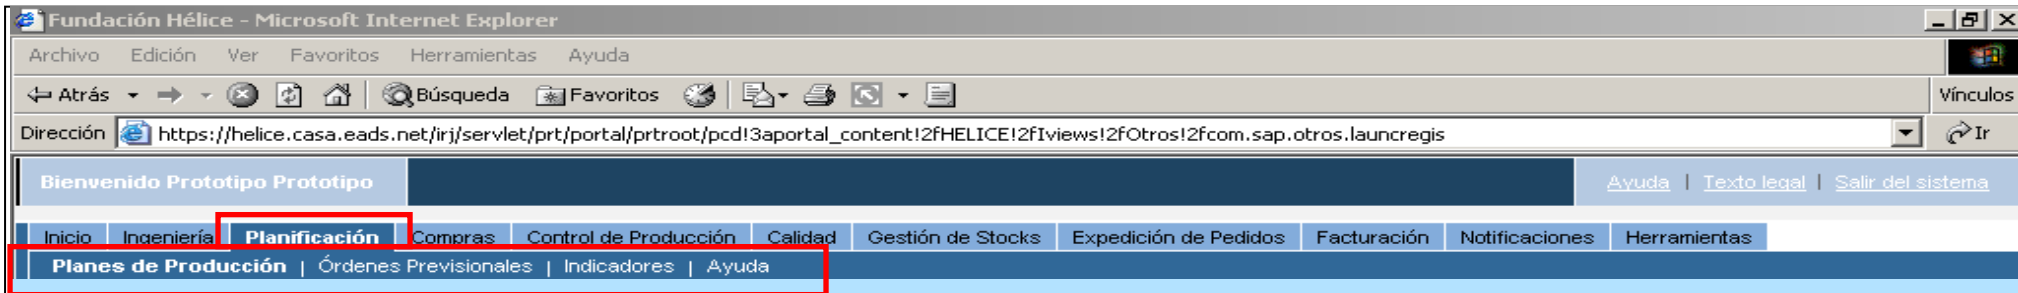 Fundación Hélice - Microsoft Internet Explorer
Archivo Edición Ver Favoritos Herramientas Ayuda
Atrás Búsqueda Favoritos Vínculos
Dirección https://helice.casa.eads.net/irj/servlet/prt/portal/prtroot/pcd!3aportal_content!2fHELICE!2fIviews!2fOtros!2fcom.sap.otros.launcregis Ir
Bienvenido Prototipo Prototipo Ayuda | Texto legal | Salir del sistema
Inicio Ingeniería Planificación Compras Control de Producción Calidad Gestión de Stocks Expedición de Pedidos Facturación Notificaciones Herramientas
Planes de Producción | Órdenes Previsionales | Indicadores | Ayuda